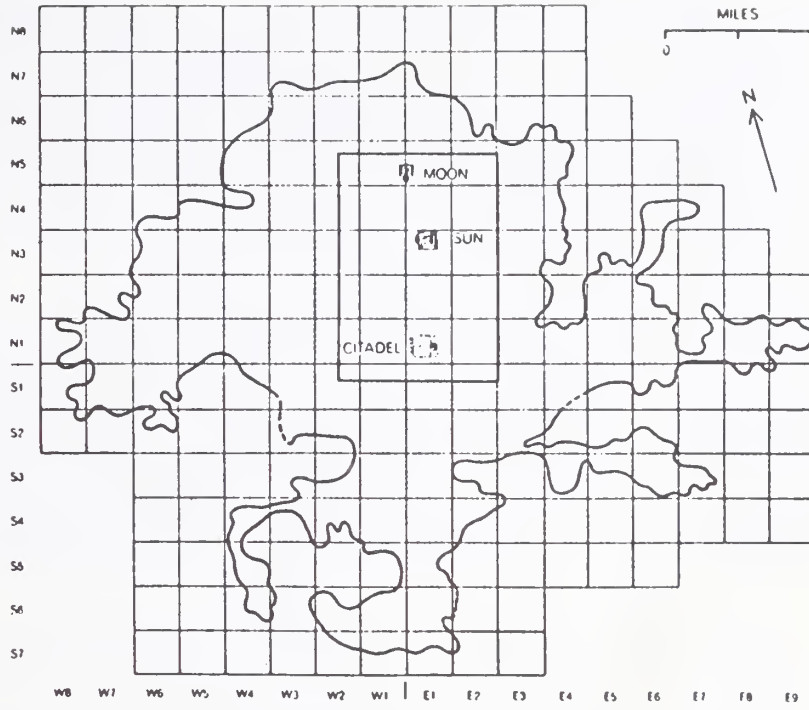 MILES
0
N
N8
N7
N6
N5
N4
N3
N2
N1
S1
S2
S3
S4
S5
S6
S7
MOON
SUN
CITADEL
W8 W7 W6 W5 W4 W3 W2 W1 E1 E2 E3 E4 E5 E6 E7 E8 E9